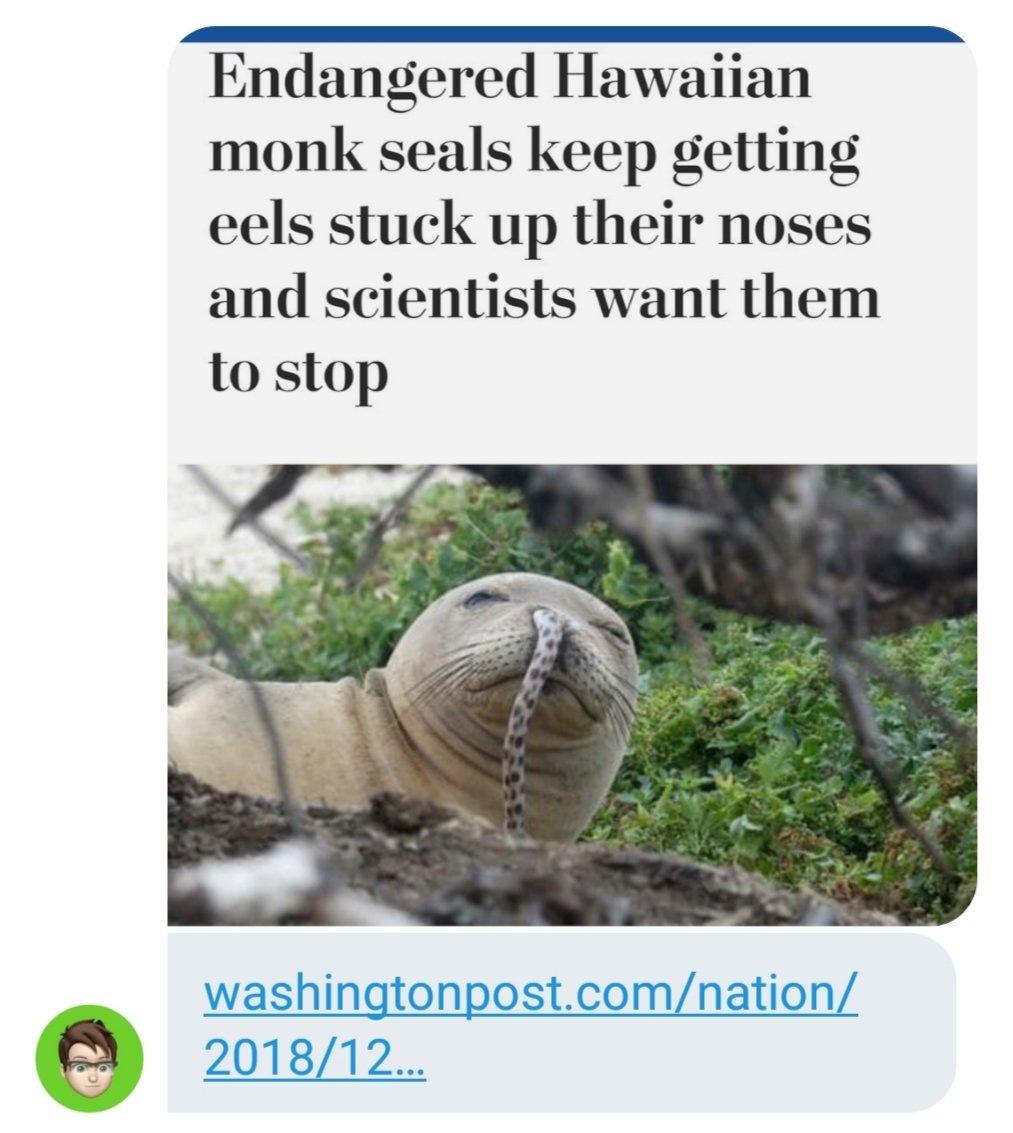 Endangered Hawaiian
monk seals keep getting
eels stuck up their noses
and scientists want them
to stop
washingtonpost.com/nation/
2018/12...